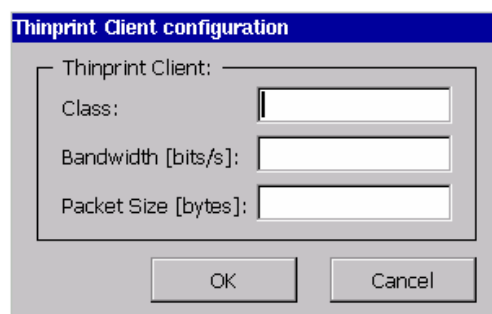 Thinprint Client configuration
Thinprint Client:
Class:
Bandwidth [bits/s]:
Packet Size [bytes]:
OK Cancel